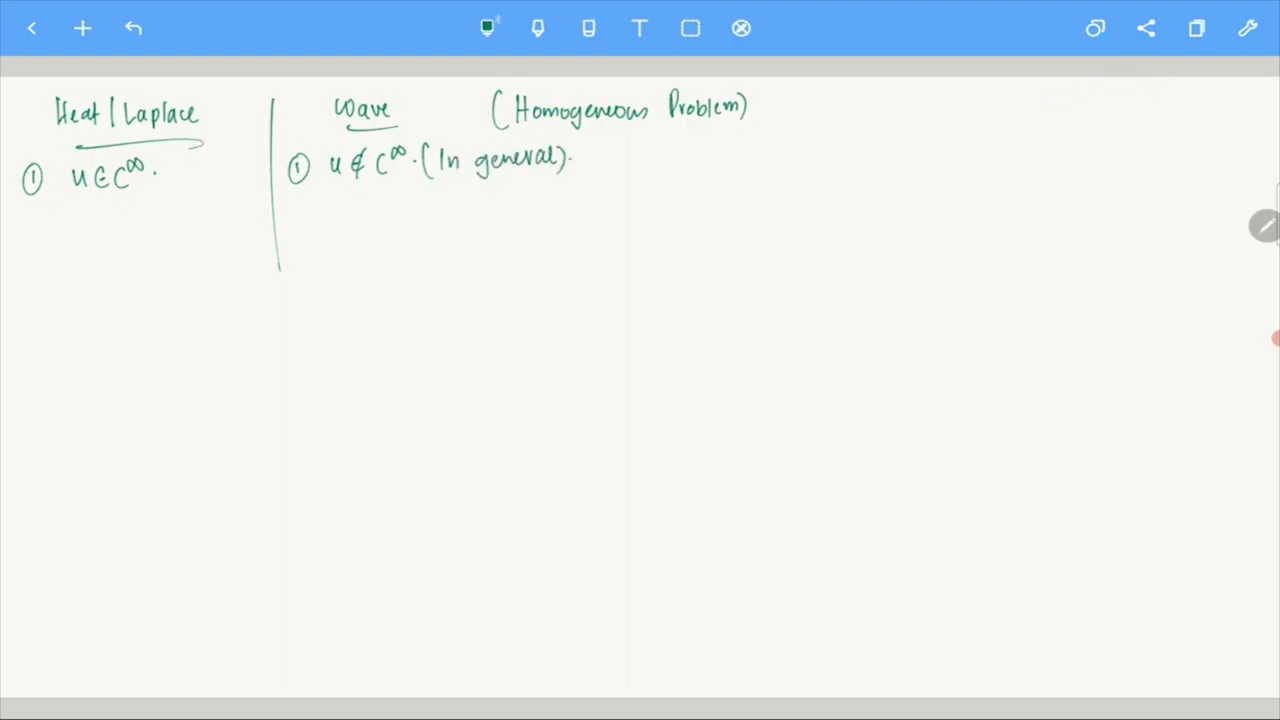 Heat | Laplace
Wave (Homogeneous Problem)
① u ∈ C^∞.
① u ∉ C^∞. (In general).